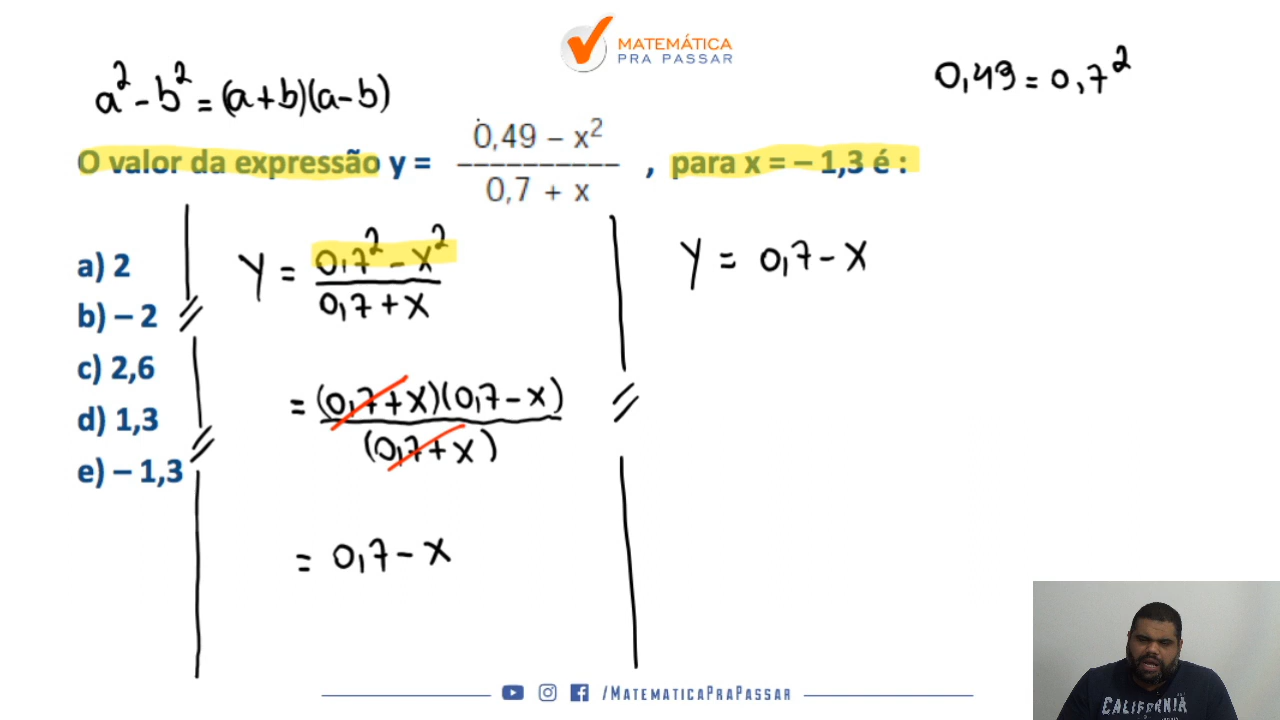 MATEMÁTICA
PRA PASSAR
a² - b² = (a+b)(a-b)
0,49 = 0,7²
O valor da expressão y = 0,49 – x² / 0,7 + x , para x = – 1,3 é :
a) 2
b) – 2
c) 2,6
d) 1,3
e) – 1,3
Y = 0,7² - x² / 0,7 + x
= (0,7+x)(0,7-x) / (0,7+x)
= 0,7 - x
Y = 0,7 - x
/MATEMATICAPRAPASSAR
CALIFORNIA